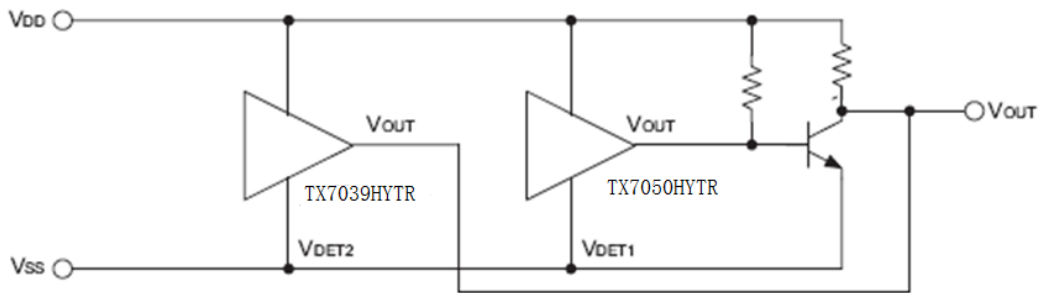 VDD
VOUT
VOUT
VOUT
TX7039HYTR
TX7050HYTR
VSS
VDET2
VDET1